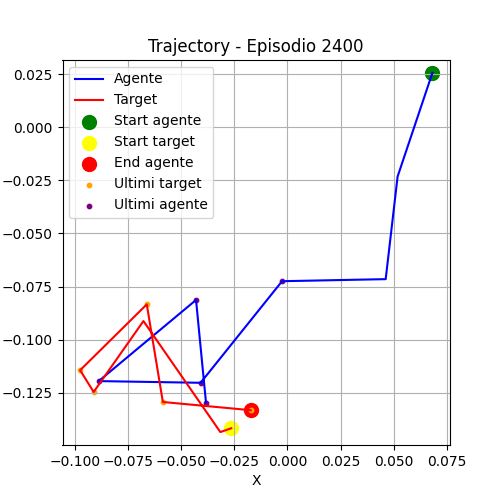 Trajectory - Episodio 2400
Agente
Target
Start agente
Start target
End agente
Ultimi target
Ultimi agente
0.025
0.000
−0.025
−0.050
−0.075
−0.100
−0.125
−0.100 −0.075 −0.050 −0.025 0.000 0.025 0.050 0.075
X